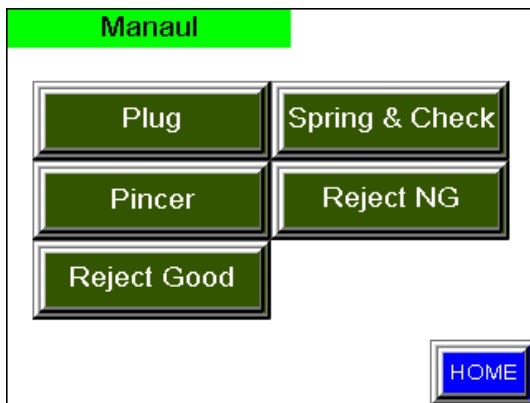 Manaul
Plug
Spring & Check
Pincer
Reject NG
Reject Good
HOME